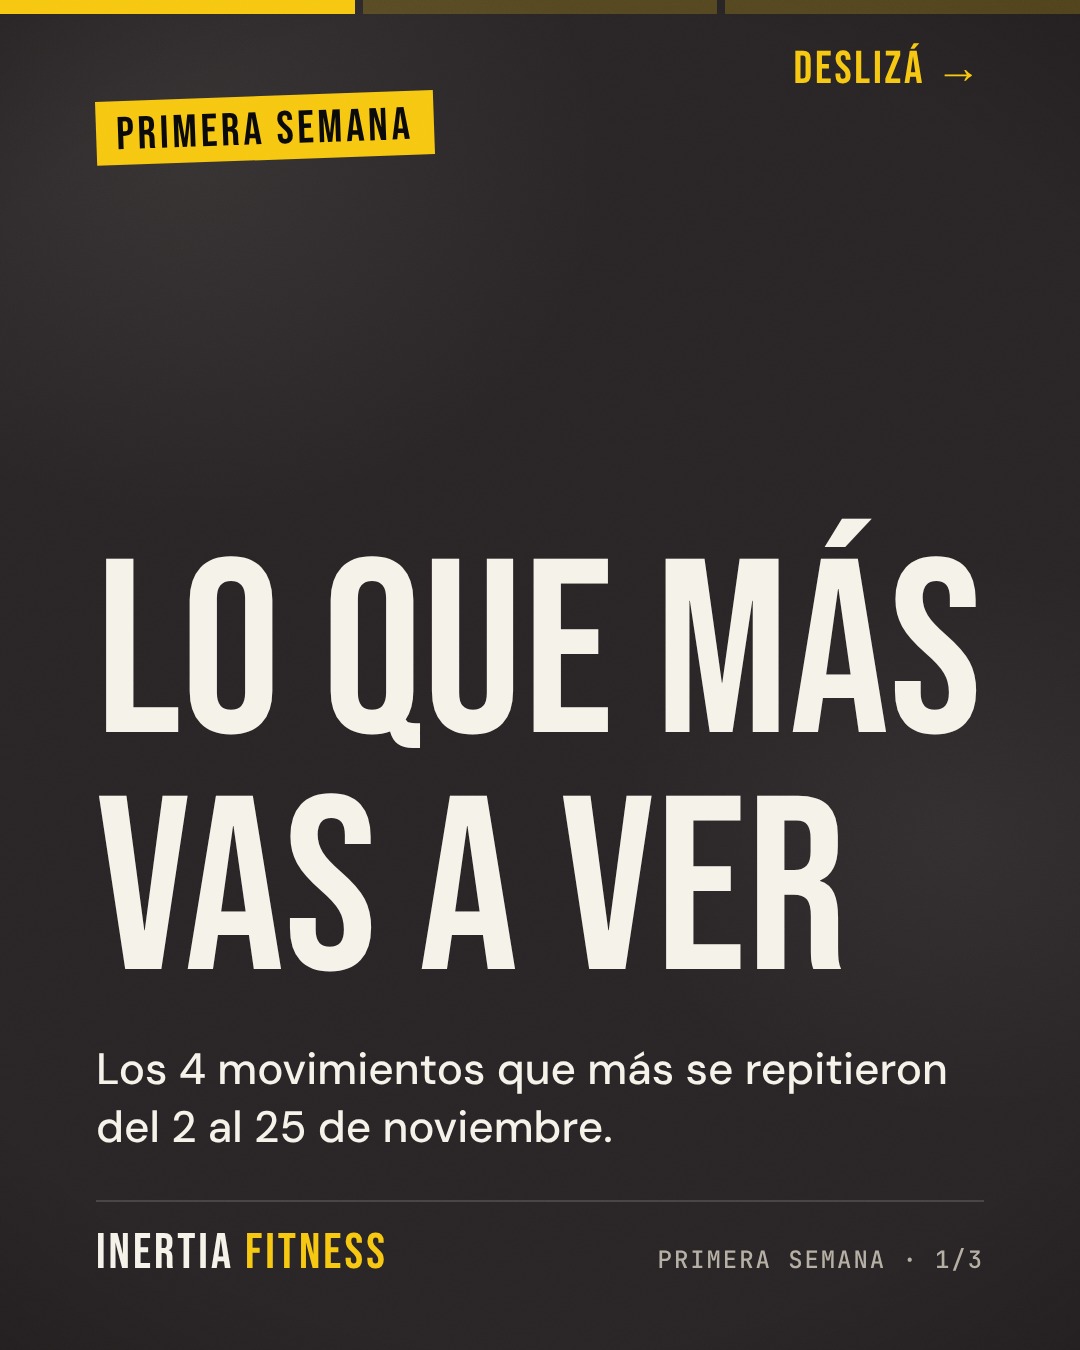 DESLIZÁ →
PRIMERA SEMANA
LO QUE MÁS
VAS A VER
Los 4 movimientos que más se repitieron
del 2 al 25 de noviembre.
INERTIA FITNESS
PRIMERA SEMANA · 1/3